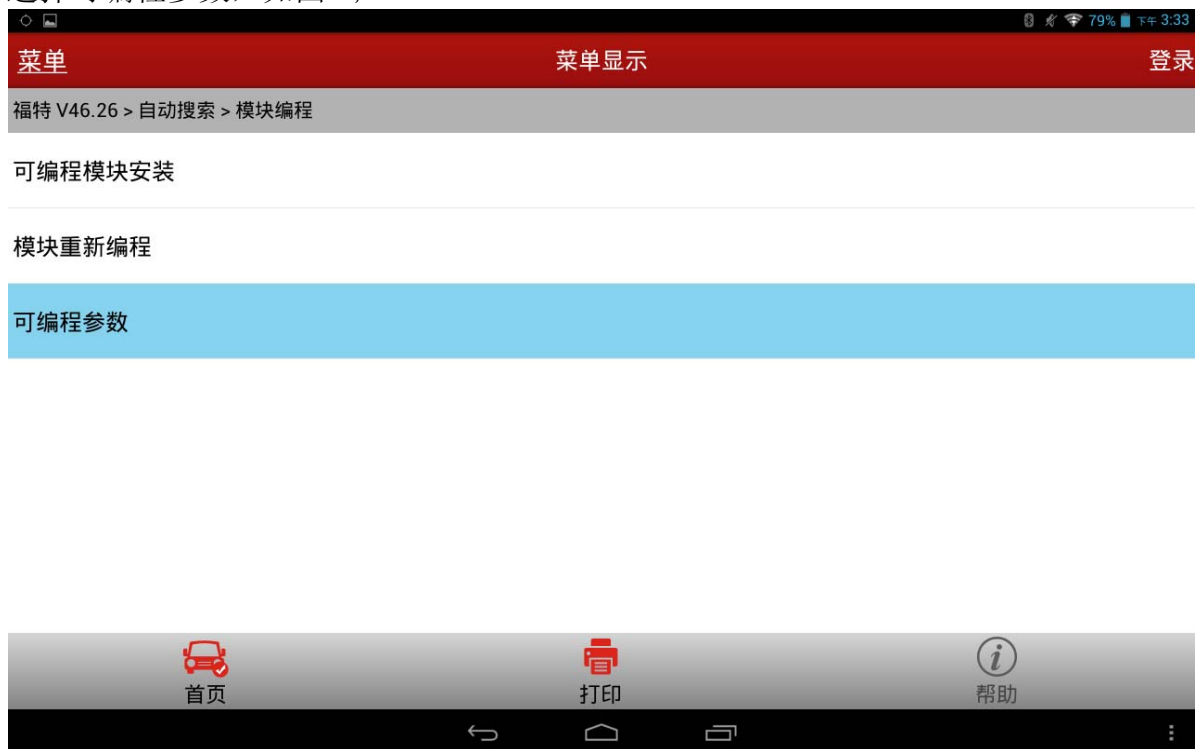 79% 下午 3:33
菜单 菜单显示 登录
福特 V46.26 > 自动搜索 > 模块编程
可编程模块安装
模块重新编程
可编程参数
首页 打印 帮助